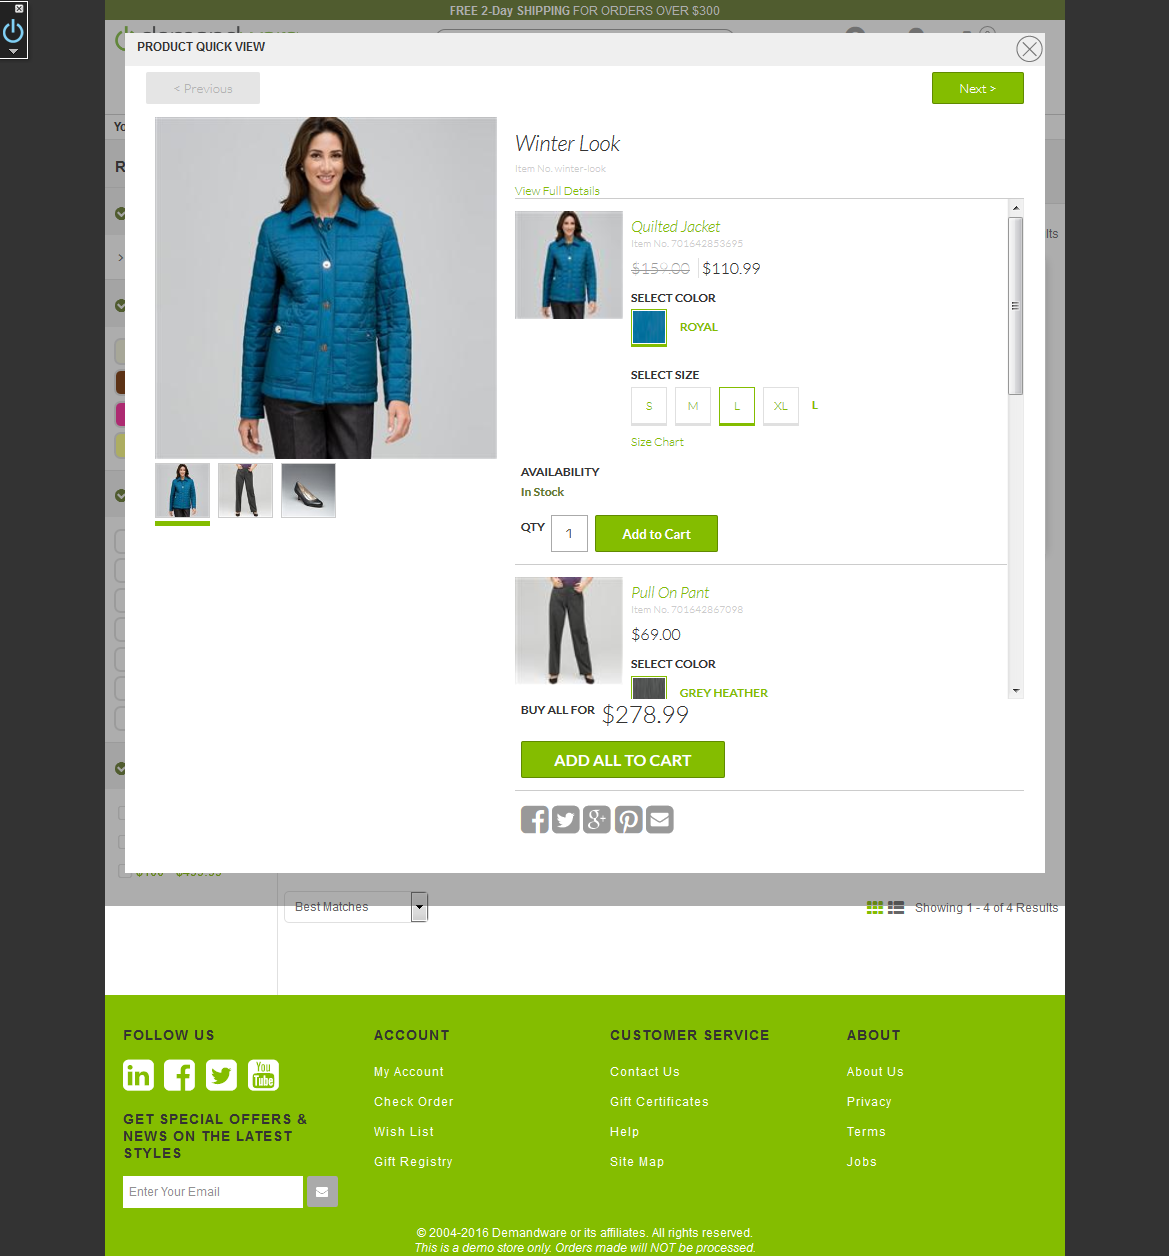 FREE 2-Day SHIPPING FOR ORDERS OVER $300
PRODUCT QUICK VIEW
< Previous
Next >
Yo
R
lts
Winter Look
Item No. winter-look
View Full Details
Quilted Jacket
Item No. 701642853695
$159.00 $110.99
SELECT COLOR
ROYAL
SELECT SIZE
S M L XL L
Size Chart
AVAILABILITY
In Stock
QTY 1 Add to Cart
Pull On Pant
Item No. 701642867098
$69.00
SELECT COLOR
GREY HEATHER
BUY ALL FOR $278.99
ADD ALL TO CART
Best Matches
Showing 1 - 4 of 4 Results
FOLLOW US
GET SPECIAL OFFERS &
NEWS ON THE LATEST
STYLES
Enter Your Email
ACCOUNT
My Account
Check Order
Wish List
Gift Registry
CUSTOMER SERVICE
Contact Us
Gift Certificates
Help
Site Map
ABOUT
About Us
Privacy
Terms
Jobs
© 2004-2016 Demandware or its affiliates. All rights reserved.
This is a demo store only. Orders made will NOT be processed.